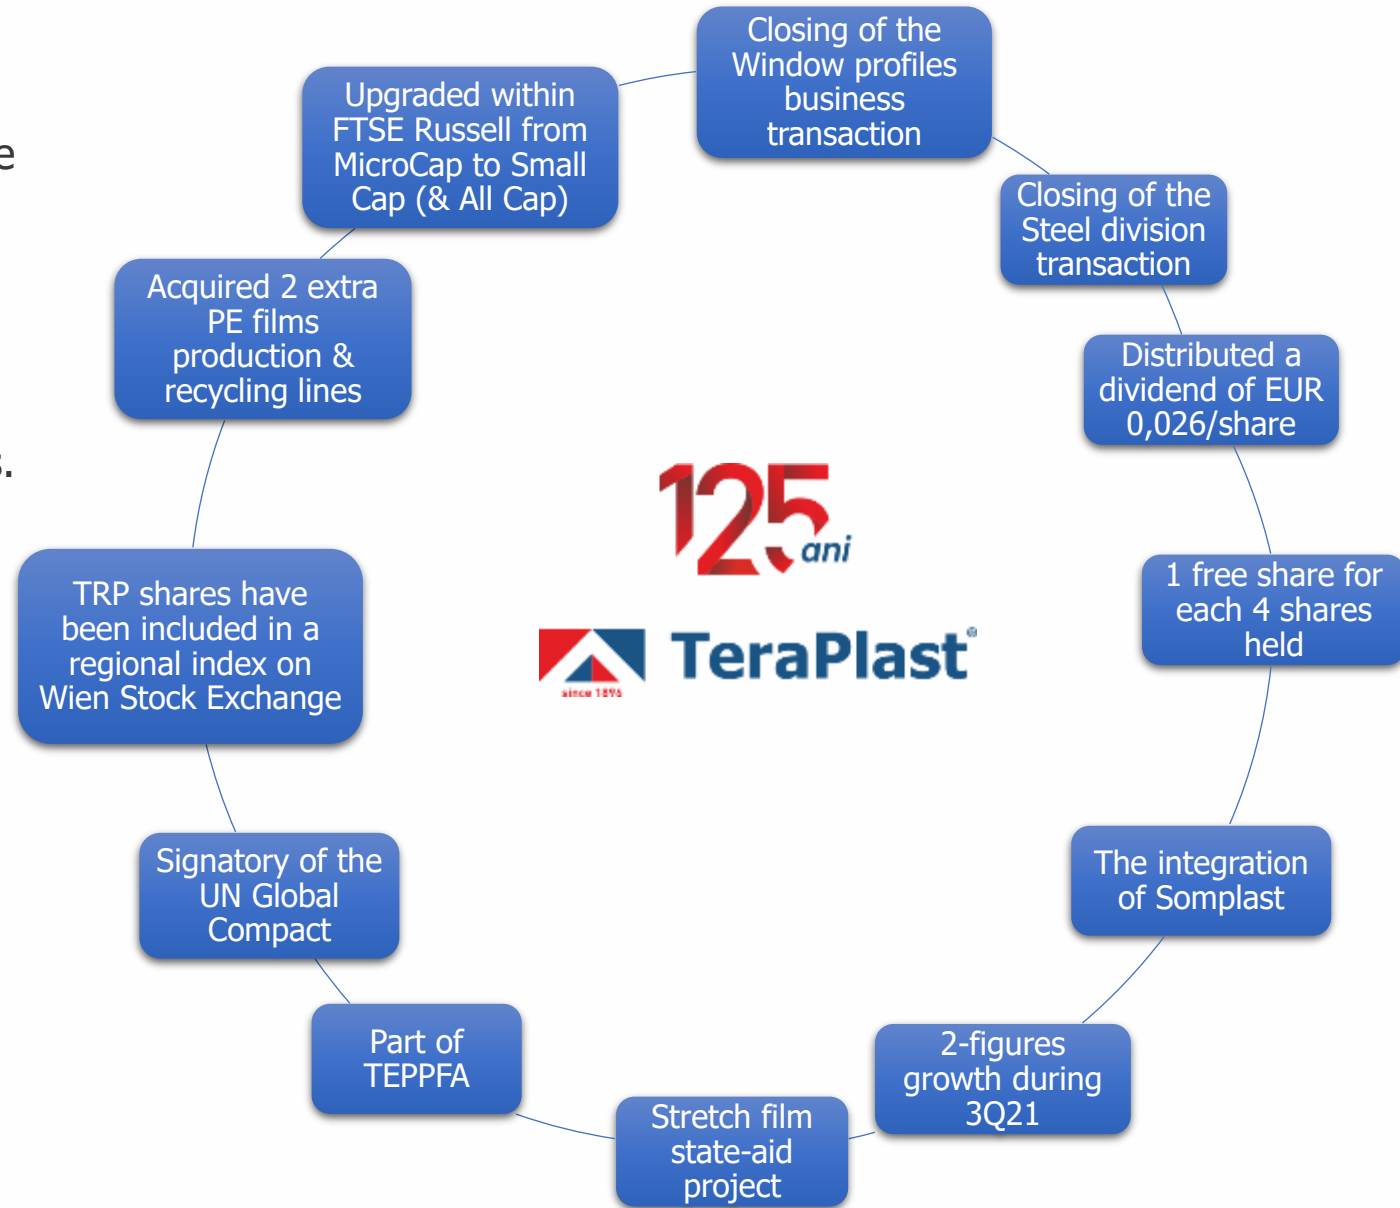 e
s.
Closing of the
Window profiles
business
transaction
Closing of the
Steel division
transaction
Distributed a
dividend of EUR
0,026/share
1 free share for
each 4 shares
held
The integration
of Somplast
2-figures
growth during
3Q21
Stretch film
state-aid
project
Part of
TEPPFA
Signatory of the
UN Global
Compact
TRP shares have
been included in a
regional index on
Wien Stock Exchange
Acquired 2 extra
PE films
production &
recycling lines
Upgraded within
FTSE Russell from
MicroCap to Small
Cap (& All Cap)
125
ani
TeraPlast®
since 1896